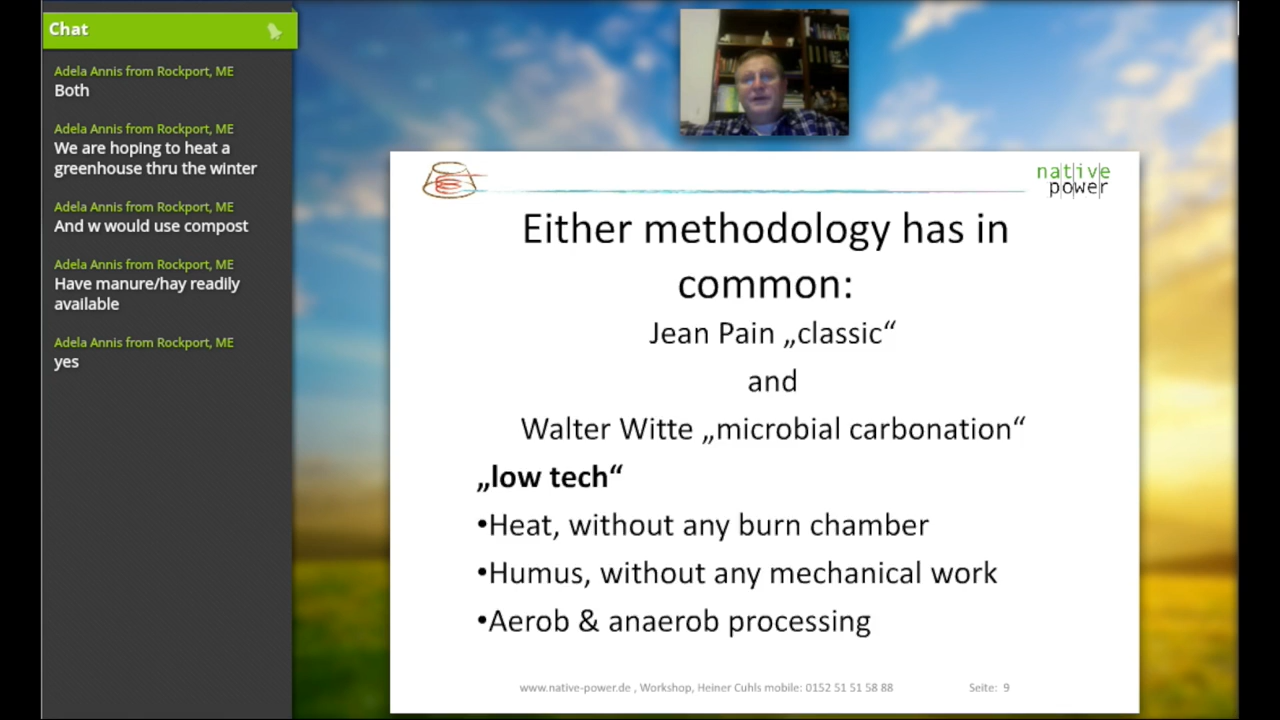 Chat
Adela Annis from Rockport, ME
Both
Adela Annis from Rockport, ME
We are hoping to heat a
greenhouse thru the winter
Adela Annis from Rockport, ME
And w would use compost
Adela Annis from Rockport, ME
Have manure/hay readily
available
Adela Annis from Rockport, ME
yes
native
power
Either methodology has in
common:
Jean Pain „classic“
and
Walter Witte „microbial carbonation“
„low tech“
•Heat, without any burn chamber
•Humus, without any mechanical work
•Aerob & anaerob processing
www.native-power.de , Workshop, Heiner Cuhls mobile: 0152 51 51 58 88 Seite: 9